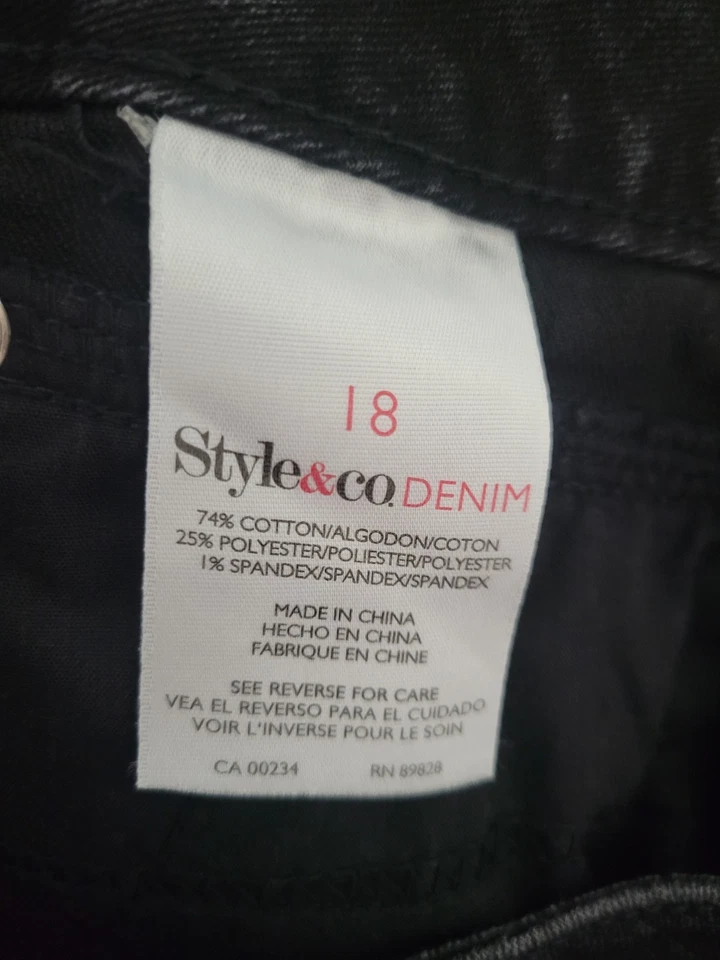 18
Style&co. DENIM
74% COTTON/ALGODON/COTON
25% POLYESTER/POLIESTER/POLYESTER
1% SPANDEX/SPANDEX/SPANDEX
MADE IN CHINA
HECHO EN CHINA
FABRIQUE EN CHINE
SEE REVERSE FOR CARE
VEA EL REVERSO PARA EL CUIDADO
VOIR L'INVERSE POUR LE SOIN
CA 00234 RN 89828